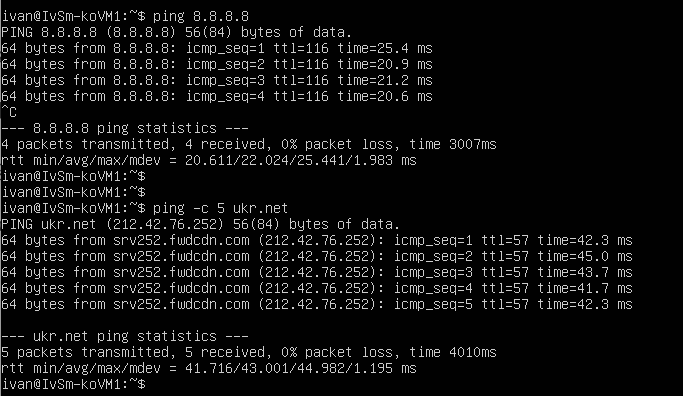 ivan@IvSm-koVM1:~$ ping 8.8.8.8
PING 8.8.8.8 (8.8.8.8) 56(84) bytes of data.
64 bytes from 8.8.8.8: icmp_seq=1 ttl=116 time=25.4 ms
64 bytes from 8.8.8.8: icmp_seq=2 ttl=116 time=20.9 ms
64 bytes from 8.8.8.8: icmp_seq=3 ttl=116 time=21.2 ms
64 bytes from 8.8.8.8: icmp_seq=4 ttl=116 time=20.6 ms
^C
--- 8.8.8.8 ping statistics ---
4 packets transmitted, 4 received, 0% packet loss, time 3007ms
rtt min/avg/max/mdev = 20.611/22.024/25.441/1.983 ms
ivan@IvSm-koVM1:~$
ivan@IvSm-koVM1:~$
ivan@IvSm-koVM1:~$ ping -c 5 ukr.net
PING ukr.net (212.42.76.252) 56(84) bytes of data.
64 bytes from srv252.fwdcdn.com (212.42.76.252): icmp_seq=1 ttl=57 time=42.3 ms
64 bytes from srv252.fwdcdn.com (212.42.76.252): icmp_seq=2 ttl=57 time=45.0 ms
64 bytes from srv252.fwdcdn.com (212.42.76.252): icmp_seq=3 ttl=57 time=43.7 ms
64 bytes from srv252.fwdcdn.com (212.42.76.252): icmp_seq=4 ttl=57 time=41.7 ms
64 bytes from srv252.fwdcdn.com (212.42.76.252): icmp_seq=5 ttl=57 time=42.3 ms
--- ukr.net ping statistics ---
5 packets transmitted, 5 received, 0% packet loss, time 4010ms
rtt min/avg/max/mdev = 41.716/43.001/44.982/1.195 ms
ivan@IvSm-koVM1:~$